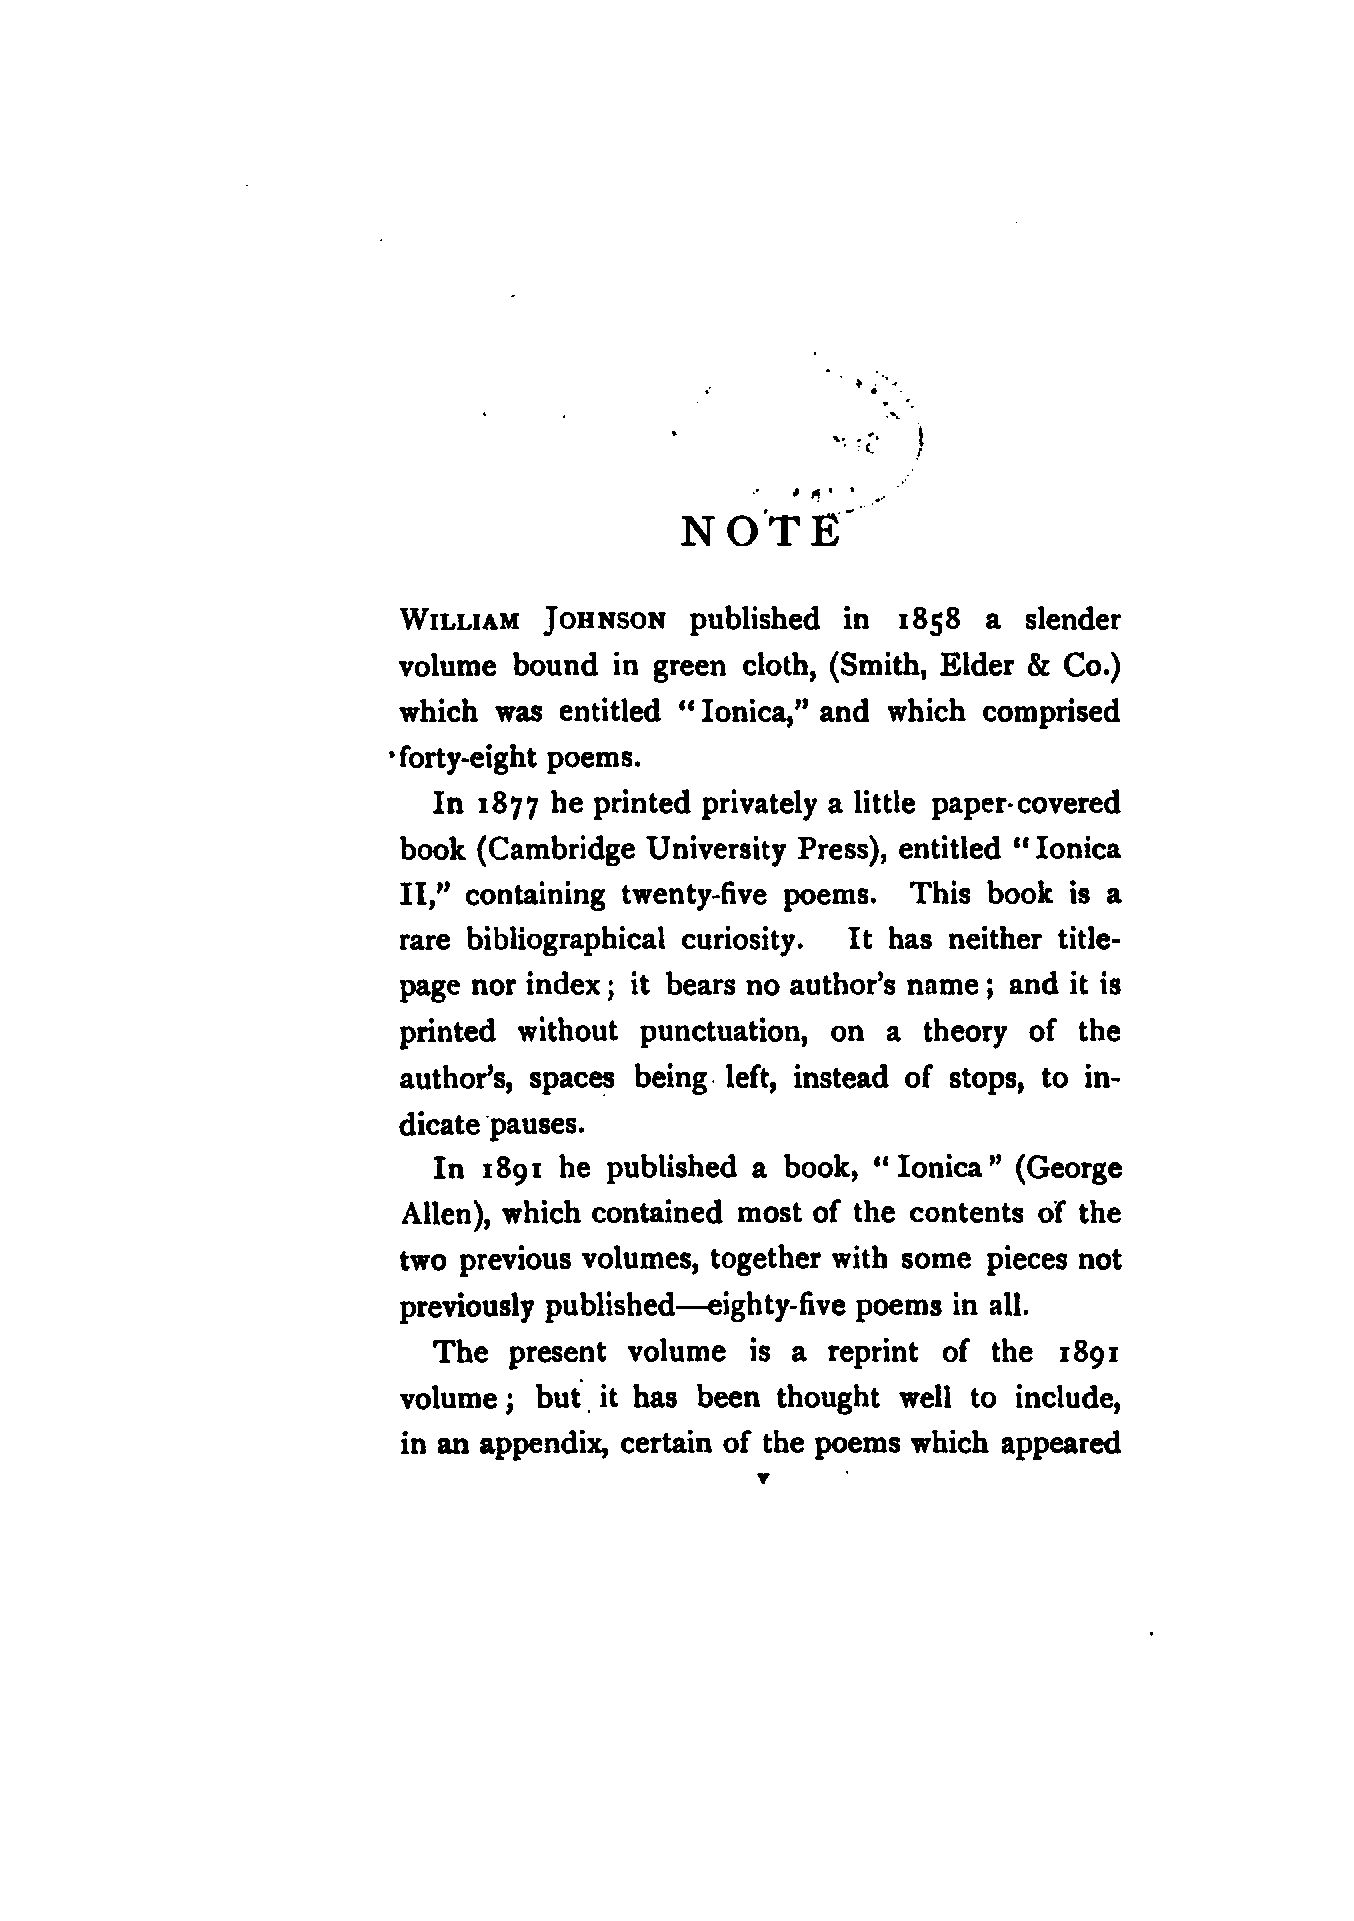 NOTE
WILLIAM JOHNSON published in 1858 a slender
volume bound in green cloth, (Smith, Elder & Co.)
which was entitled “Ionica,” and which comprised
forty-eight poems.
In 1877 he printed privately a little paper-covered
book (Cambridge University Press), entitled “Ionica
II,” containing twenty-five poems. This book is a
rare bibliographical curiosity. It has neither title-
page nor index; it bears no author’s name; and it is
printed without punctuation, on a theory of the
author’s, spaces being left, instead of stops, to in-
dicate pauses.
In 1891 he published a book, “Ionica” (George
Allen), which contained most of the contents of the
two previous volumes, together with some pieces not
previously published—eighty-five poems in all.
The present volume is a reprint of the 1891
volume; but it has been thought well to include,
in an appendix, certain of the poems which appeared
v